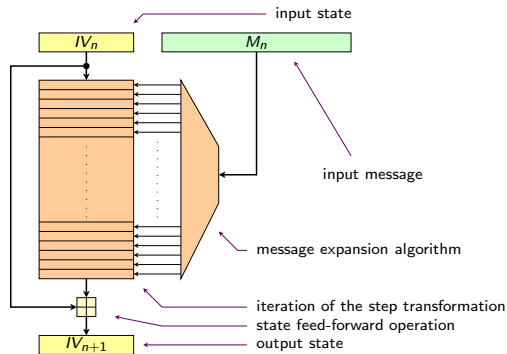 input state
IVₙ
Mₙ
input message
message expansion algorithm
iteration of the step transformation
state feed-forward operation
IVₙ₊₁
output state